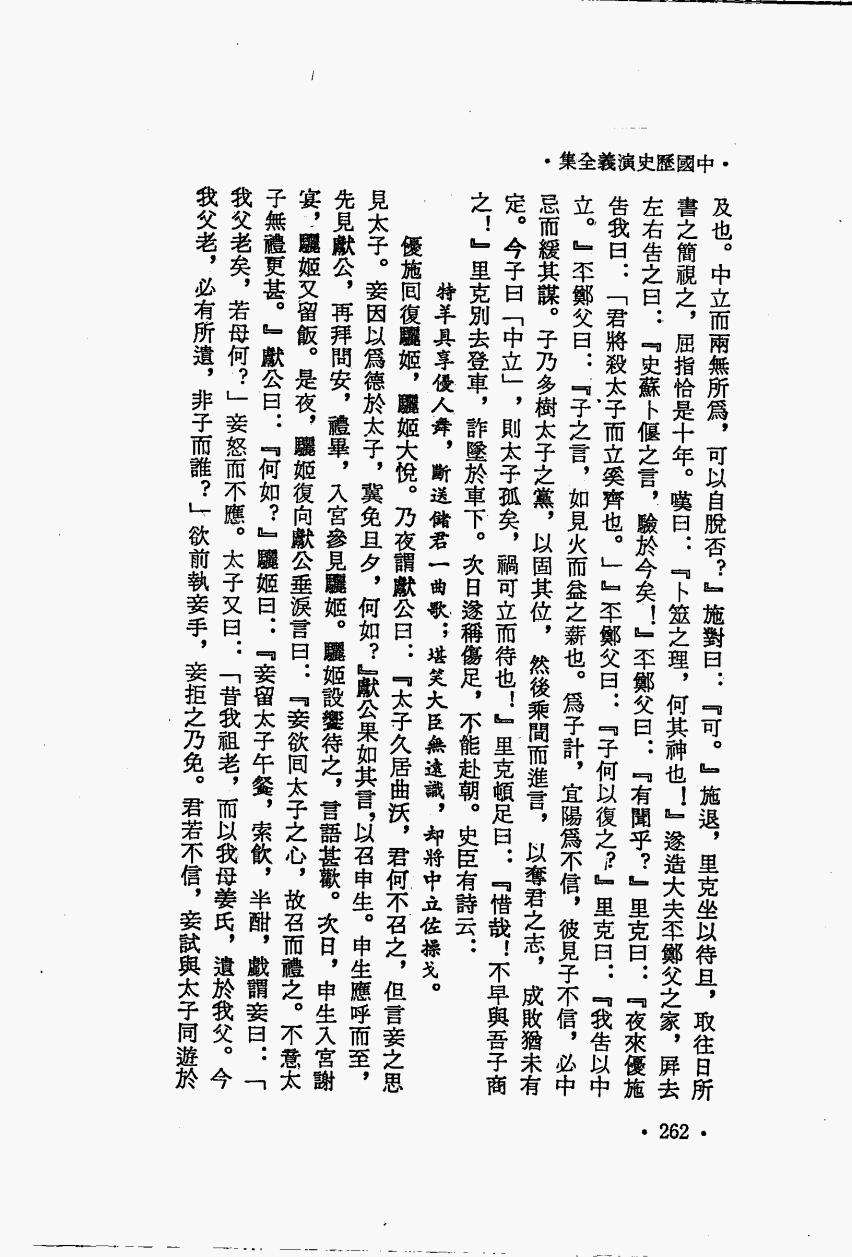 ·中國歷史演義全集·
及也。中立而兩無所爲，可以自脫否？』施對曰：『可。』施退，里克坐以待旦，取往日所
書之簡視之，屈指恰是十年。嘆曰：『卜筮之理，何其神也！』遂造大夫㔻鄭父之家，屏去
左右告之曰：『史蘇卜偃之言，驗於今矣！』㔻鄭父曰：『有聞乎？』里克曰：『夜來優施
告我曰：「君將殺太子而立奚齊也。」』㔻鄭父曰：『子何以復之？』里克曰：『我告以中
立。』㔻鄭父曰：『子之言，如見火而益之薪也。爲子計，宜陽爲不信，彼見子不信，必中
忌而緩其謀。子乃多樹太子之黨，以固其位，然後乘間而進言，以奪君之志，成敗猶未有
定。今子曰「中立」，則太子孤矣，禍可立而待也！』里克頓足曰：『惜哉！不早與吾子商
之！』里克別去登車，詐墜於車下。次日遂稱傷足，不能赴朝。史臣有詩云：
特羊具享優人舞，斷送儲君一曲歌；堪笑大臣無遠識，却將中立佐操戈。
優施回復驪姬，驪姬大悅。乃夜謂獻公曰：『太子久居曲沃，君何不召之，但言妾之思
見太子。妾因以爲德於太子，冀免旦夕，何如？』獻公果如其言，以召申生。申生應呼而至，
先見獻公，再拜問安，禮畢，入宮參見驪姬。驪姬設饗待之，言語甚歡。次日，申生入宮謝
宴，驪姬又留飯。是夜，驪姬復向獻公垂淚言曰：『妾欲回太子之心，故召而禮之。不意太
子無禮更甚。』獻公曰：『何如？』驪姬曰：『妾留太子午餐，索飲，半酣，戲謂妾曰：「
我父老矣，若母何？」妾怒而不應。太子又曰：「昔我祖老，而以我母姜氏，遺於我父。今
我父老，必有所遺，非子而誰？」欲前執妾手，妾拒之乃免。君若不信，妾試與太子同遊於
·262·